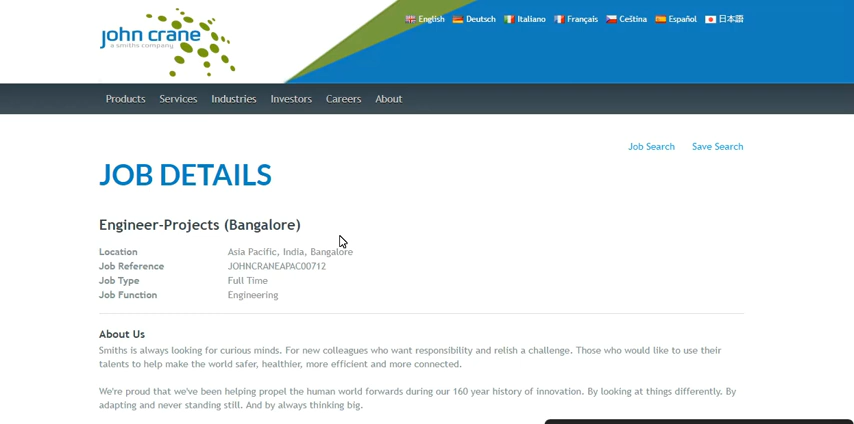 john crane
a smiths company
English Deutsch Italiano Français Ceština Español 日本語
Products Services Industries Investors Careers About
Job Search Save Search
JOB DETAILS
Engineer-Projects (Bangalore)
Location Asia Pacific, India, Bangalore
Job Reference JOHNCRANEAPAC00712
Job Type Full Time
Job Function Engineering
About Us
Smiths is always looking for curious minds. For new colleagues who want responsibility and relish a challenge. Those who would like to use their
talents to help make the world safer, healthier, more efficient and more connected.
We're proud that we've been helping propel the human world forwards during our 160 year history of innovation. By looking at things differently. By
adapting and never standing still. And by always thinking big.